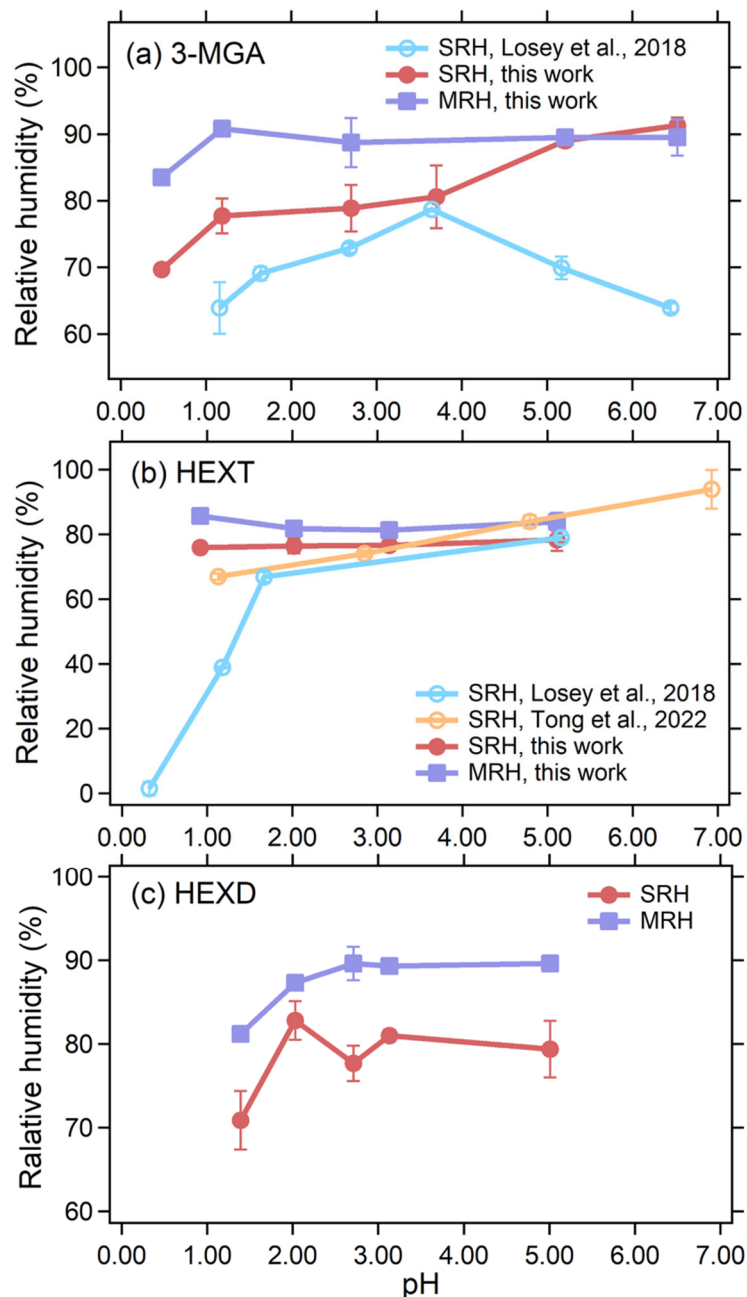 (a) 3-MGA
SRH, Losey et al., 2018
SRH, this work
MRH, this work
Relative humidity (%)
100
90
80
70
60
0.00 1.00 2.00 3.00 4.00 5.00 6.00 7.00
(b) HEXT
SRH, Losey et al., 2018
SRH, Tong et al., 2022
SRH, this work
MRH, this work
Relative humidity (%)
100
80
60
40
20
0
0.00 1.00 2.00 3.00 4.00 5.00 6.00 7.00
(c) HEXD
SRH
MRH
Ralative humidity (%)
100
90
80
70
60
0.00 1.00 2.00 3.00 4.00 5.00 6.00 7.00
pH